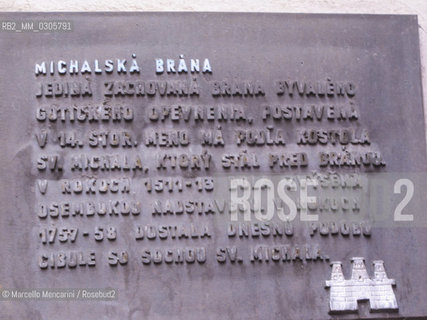 RB2_MM_0305791
MICHALSKÁ BRÁNA
JEDINÁ ZACHOVANÁ BRÁNA BÝVALÉHO
GOTICKÉHO OPEVNENIA, POSTAVENÁ
V 14. STOR. MENO MÁ PODĽA KOSTOLA
SV. MICHALA, KTORÝ STÁL PRED BRÁNOU.
V ROKOCH 1511-13
OSEMBOKOU
1757-58 DOSTALA DNEŠNÚ PODOBU
CIBULE SO SOCHOU SV. MICHALA.
ROSE 2
© Marcello Mencarini / Rosebud2